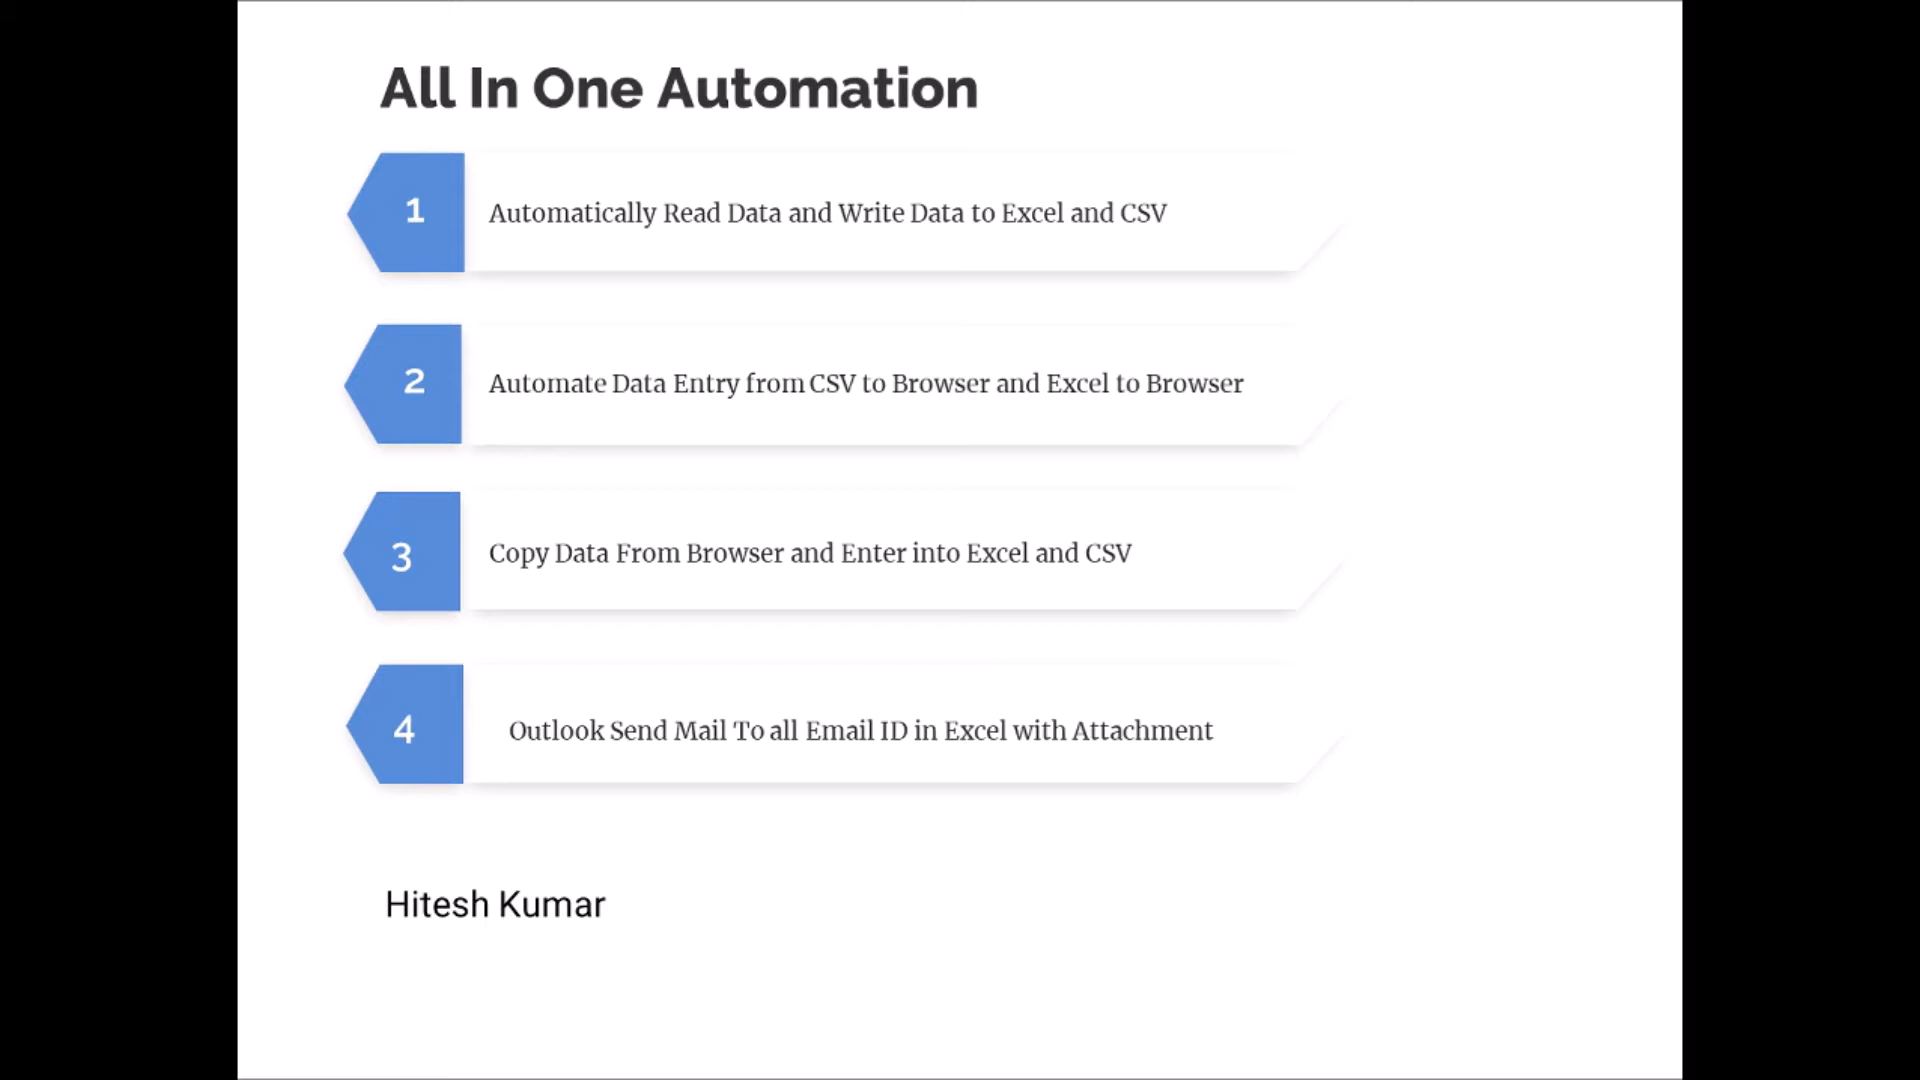 All In One Automation
1 Automatically Read Data and Write Data to Excel and CSV
2 Automate Data Entry from CSV to Browser and Excel to Browser
3 Copy Data From Browser and Enter into Excel and CSV
4 Outlook Send Mail To all Email ID in Excel with Attachment
Hitesh Kumar